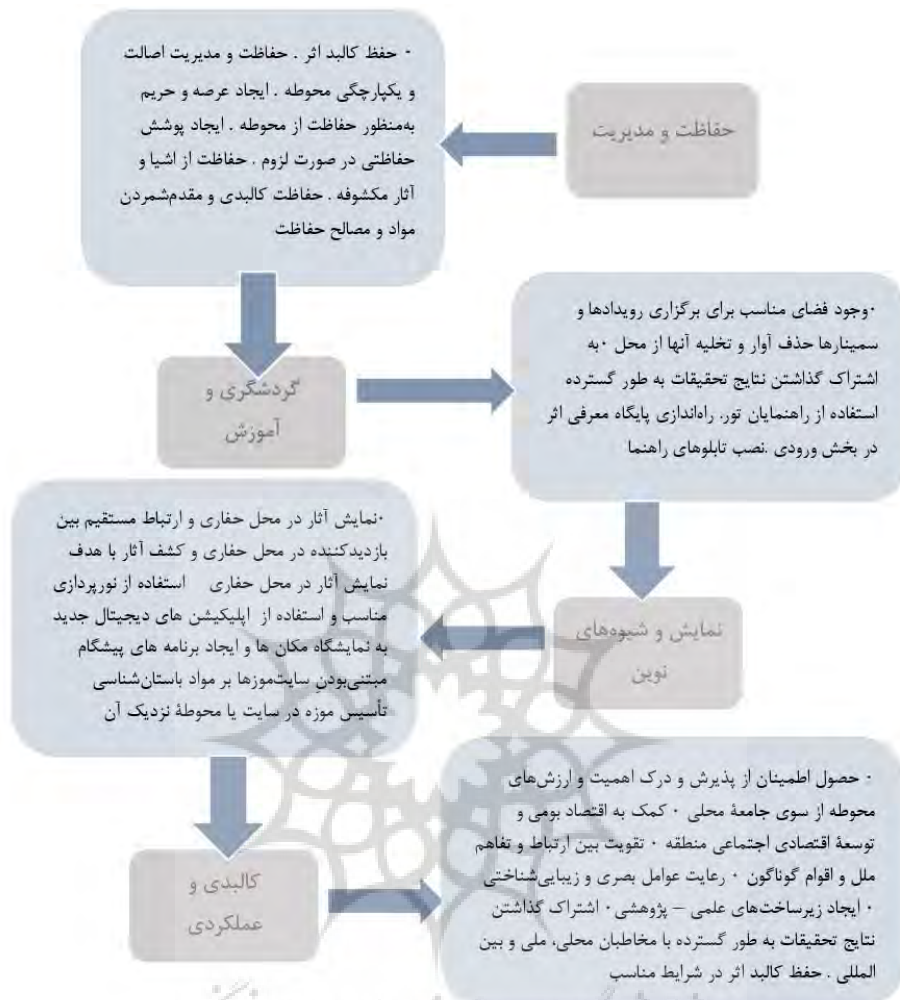 حفاظت و مدیریت
· حفظ کالبد اثر . حفاظت و مدیریت اصالت
و یکپارچگی محوطه . ایجاد عرصه و حریم
به‌منظور حفاظت از محوطه . ایجاد پوشش
حفاظتی در صورت لزوم . حفاظت از اشیا و
آثار مکشوفه . حفاظت کالبدی و مقدم‌شمردن
مواد و مصالح حفاظت
گردشگری و
آموزش
·وجود فضای مناسب برای برگزاری رویدادها و
سمینارها حذف آوار و تخلیه آنها از محل ·به
اشتراک گذاشتن نتایج تحقیقات به طور گسترده
استفاده از راهنمایان تور. راه‌اندازی پایگاه معرفی اثر
در بخش ورودی .نصب تابلوهای راهنما
نمایش و شیوه‌های
نوین
·نمایش آثار در محل حفاری و ارتباط مستقیم بین
بازدیدکننده در محل حفاری و کشف آثار با هدف
نمایش آثار در محل حفاری استفاده از نورپردازی
مناسب و استفاده از اپلیکیشن های دیجیتال جدید
به نمایشگاه مکان ها و ایجاد برنامه های پیشگام
مبتنی‌بودنِ سایت‌موزها بر مواد باستان‌شناسی
تأسیس موزه در سایت یا محوطهٔ نزدیک آن
کالبدی و
عملکردی
· حصول اطمینان از پذیرش و درک اهمیت و ارزش‌های
محوطه از سوی جامعهٔ محلی · کمک به اقتصاد بومی و
توسعهٔ اقتصادی اجتماعی منطقه · تقویت بین ارتباط و تفاهم
ملل و اقوام گوناگون · رعایت عوامل بصری و زیبایی‌شناختی
· ایجاد زیرساخت‌های علمی – پژوهشی· اشتراک گذاشتن
نتایج تحقیقات به طور گسترده با مخاطبان محلی، ملی و بین
المللی . حفظ کالبد اثر در شرایط مناسب